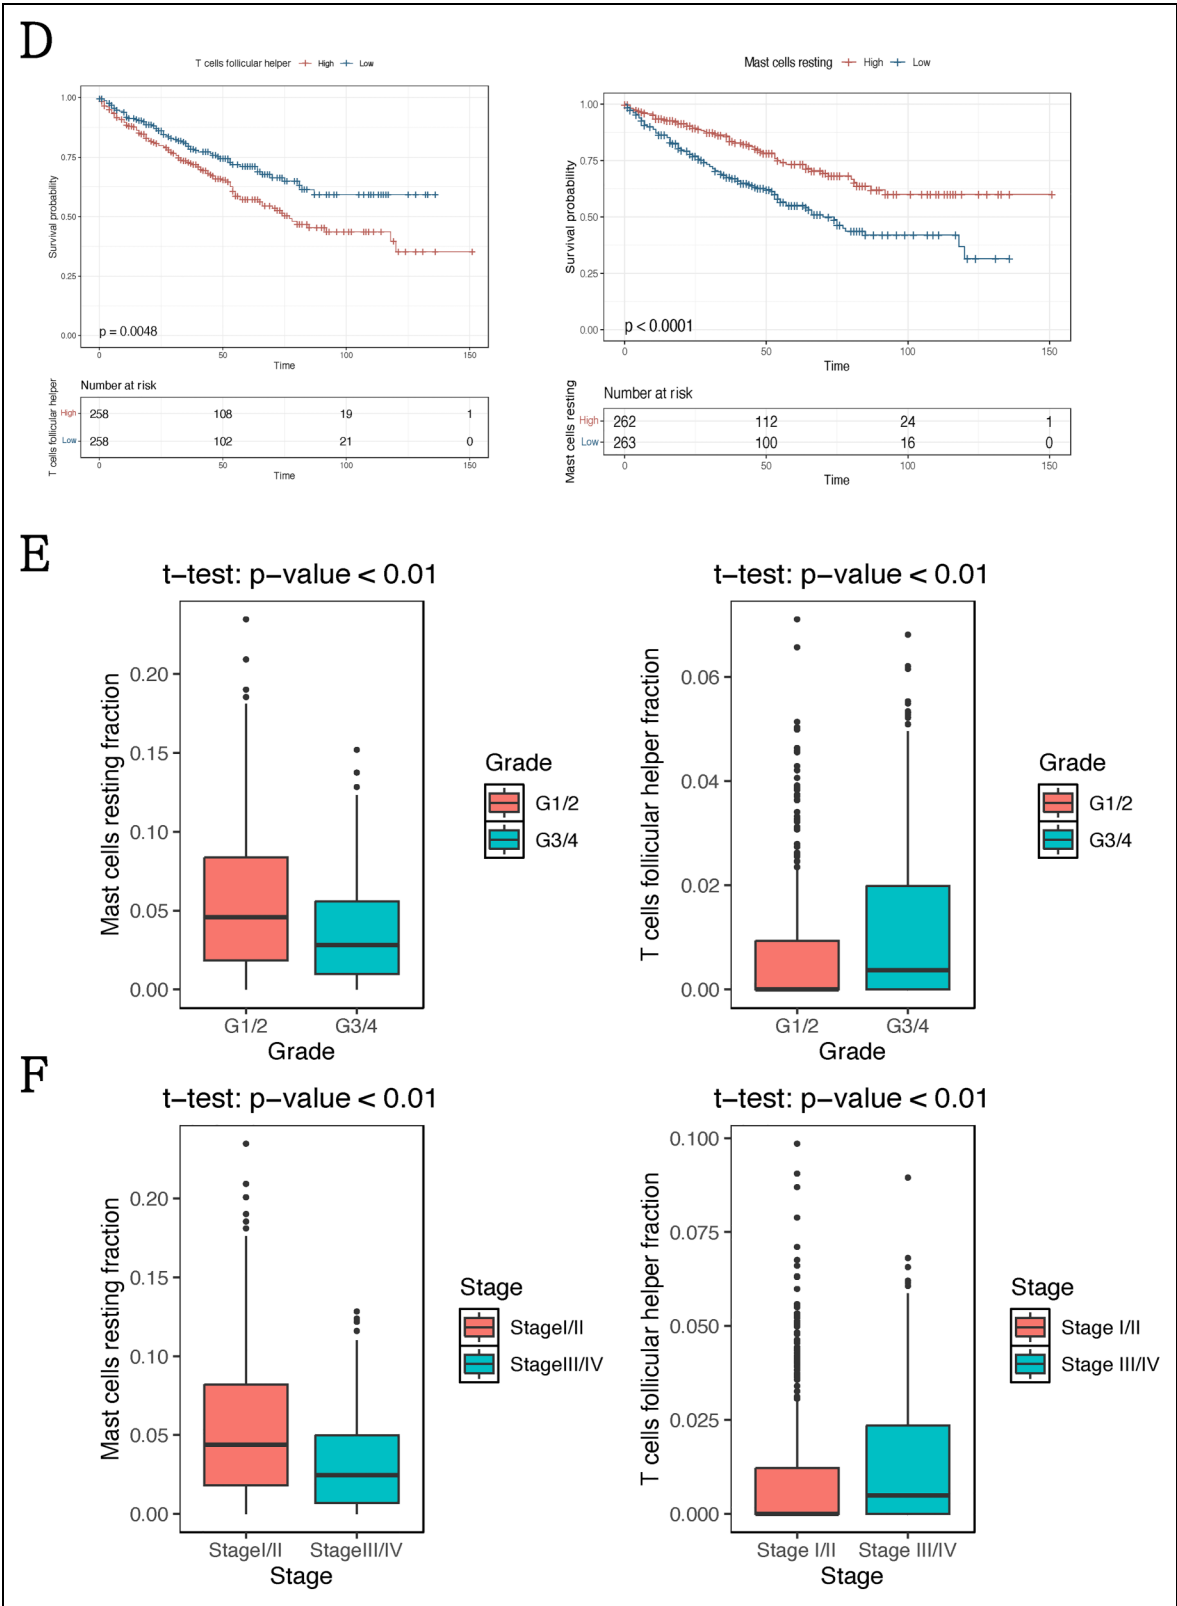 D
T cells follicular helper High Low
1.00
0.75
0.50
0.25
0.00
Survival probability
p = 0.0048
0 50 100 150
Time
Number at risk
T cells follicular helper
High 258 108 19 1
Low 258 102 21 0
0 50 100 150
Time
Mast cells resting High Low
1.00
0.75
0.50
0.25
0.00
Survival probability
p < 0.0001
0 50 100 150
Time
Number at risk
Mast cells resting
High 262 112 24 1
Low 263 100 16 0
0 50 100 150
Time
E
t-test: p-value < 0.01
Mast cells resting fraction
0.20
0.15
0.10
0.05
0.00
G1/2 G3/4
Grade
Grade
G1/2
G3/4
t-test: p-value < 0.01
T cells follicular helper fraction
0.06
0.04
0.02
0.00
G1/2 G3/4
Grade
Grade
G1/2
G3/4
F
t-test: p-value < 0.01
Mast cells resting fraction
0.20
0.15
0.10
0.05
0.00
StageI/II StageIII/IV
Stage
Stage
StageI/II
StageIII/IV
t-test: p-value < 0.01
T cells follicular helper fraction
0.100
0.075
0.050
0.025
0.000
Stage I/II Stage III/IV
Stage
Stage
Stage I/II
Stage III/IV